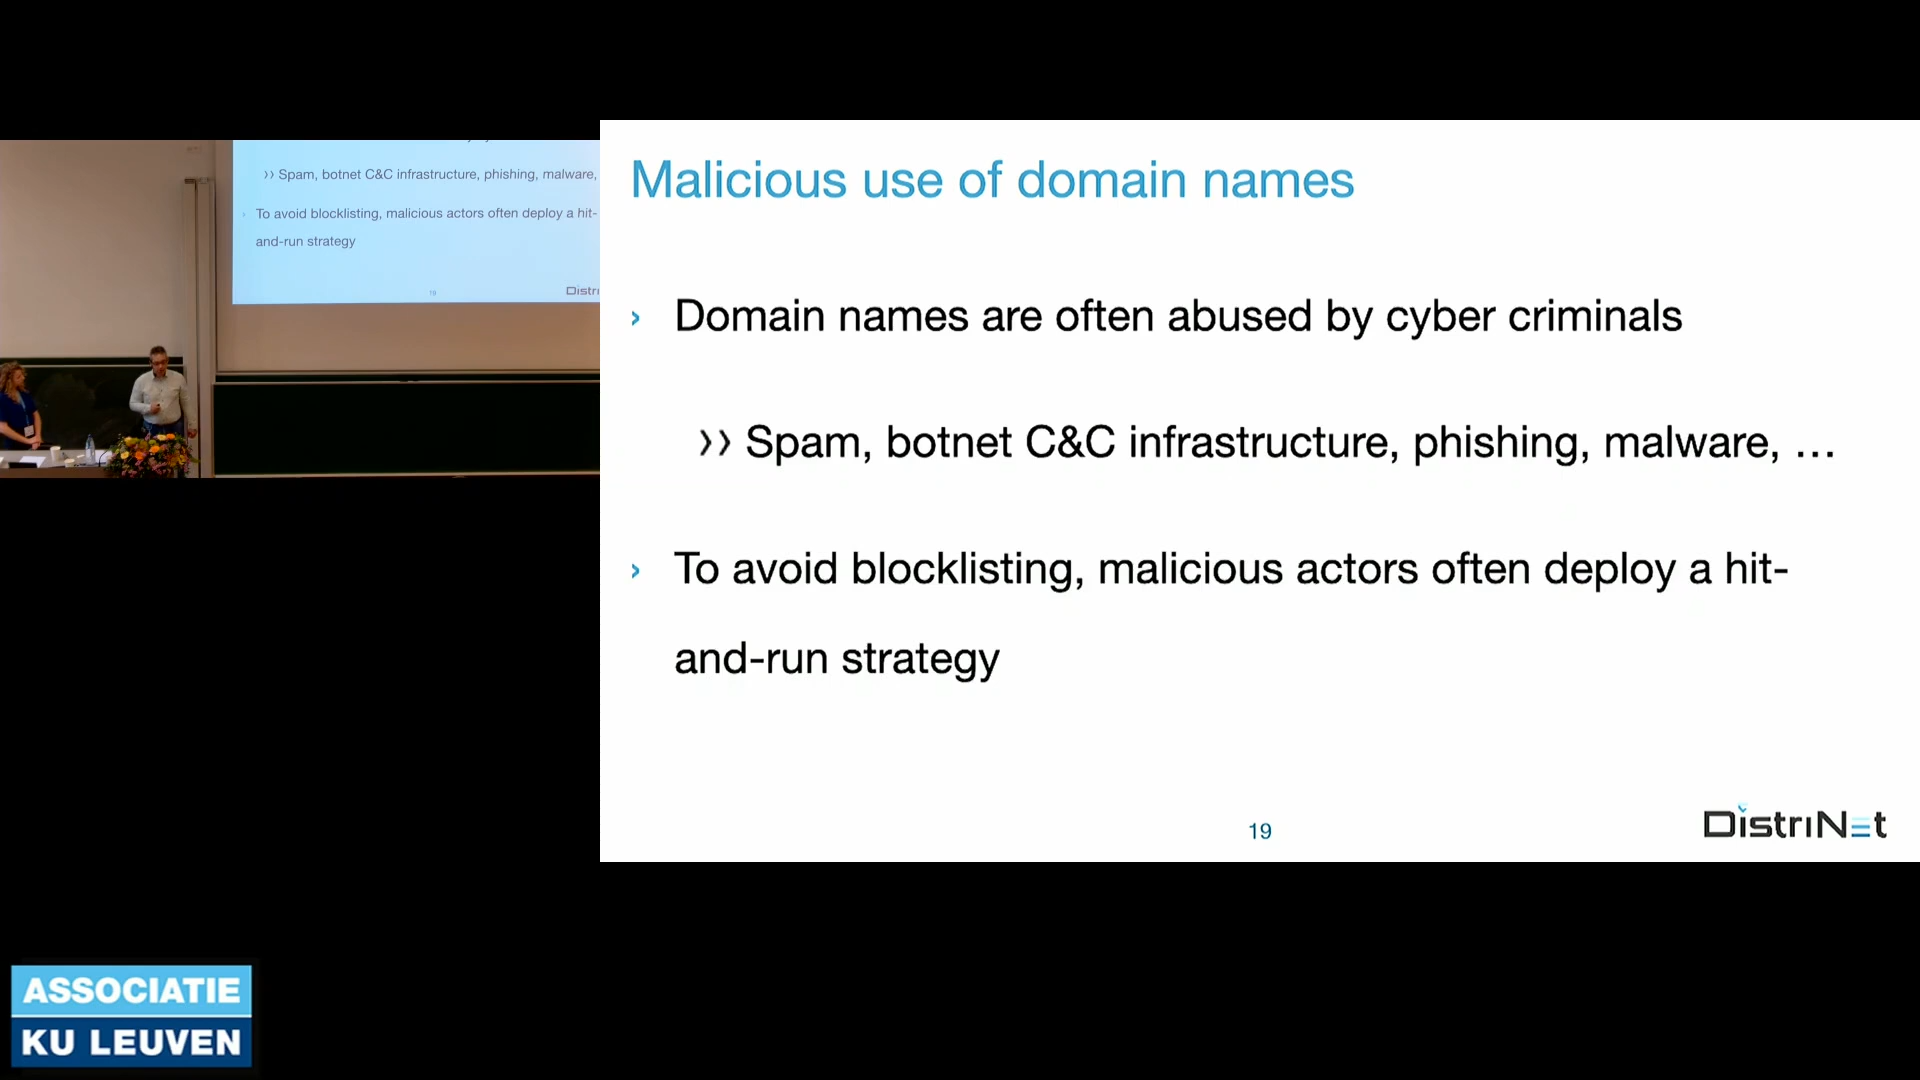 ›› Spam, botnet C&C infrastructure, phishing, malware,
› To avoid blocklisting, malicious actors often deploy a hit-
and-run strategy
19
Distri
Malicious use of domain names
› Domain names are often abused by cyber criminals
›› Spam, botnet C&C infrastructure, phishing, malware, …
› To avoid blocklisting, malicious actors often deploy a hit-
and-run strategy
19
DistriNet
ASSOCIATIE
KU LEUVEN